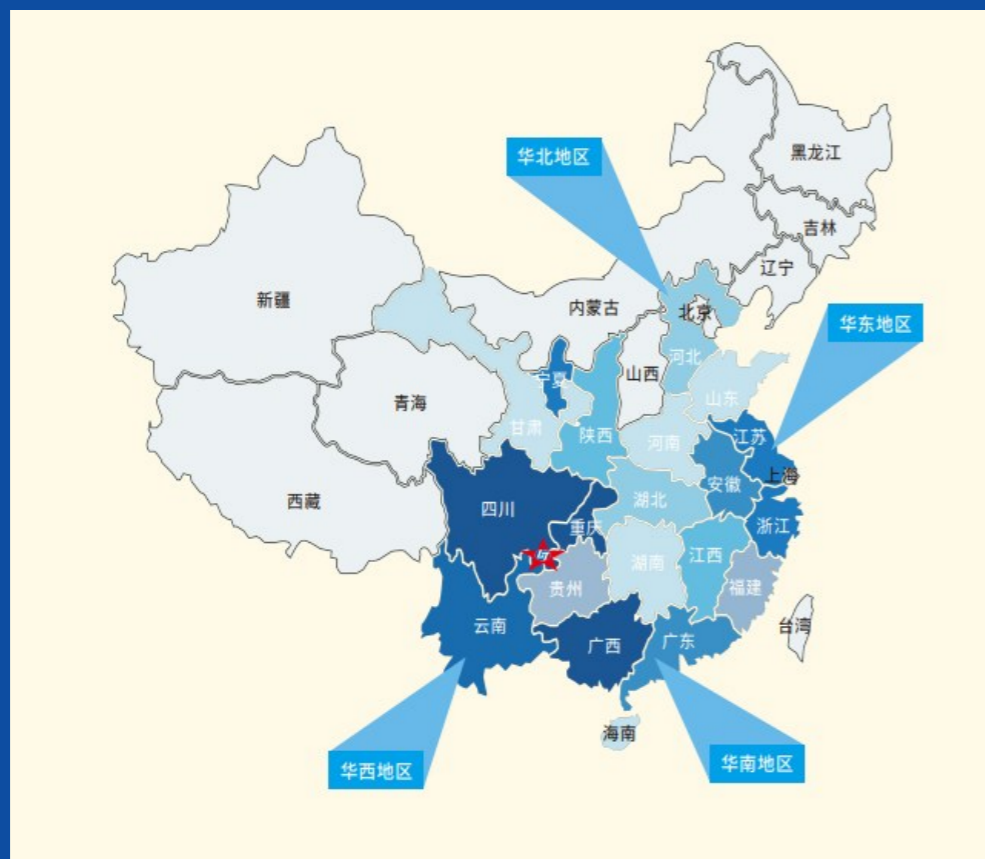 黑龙江
华北地区
吉林
辽宁
新疆
内蒙古
北京
华东地区
河北
山西
宁夏
山东
青海
甘肃
陕西
河南
江苏
上海
安徽
西藏
四川
湖北
重庆
浙江
江西
湖南
贵州
福建
云南
台湾
广西
广东
海南
华西地区
华南地区